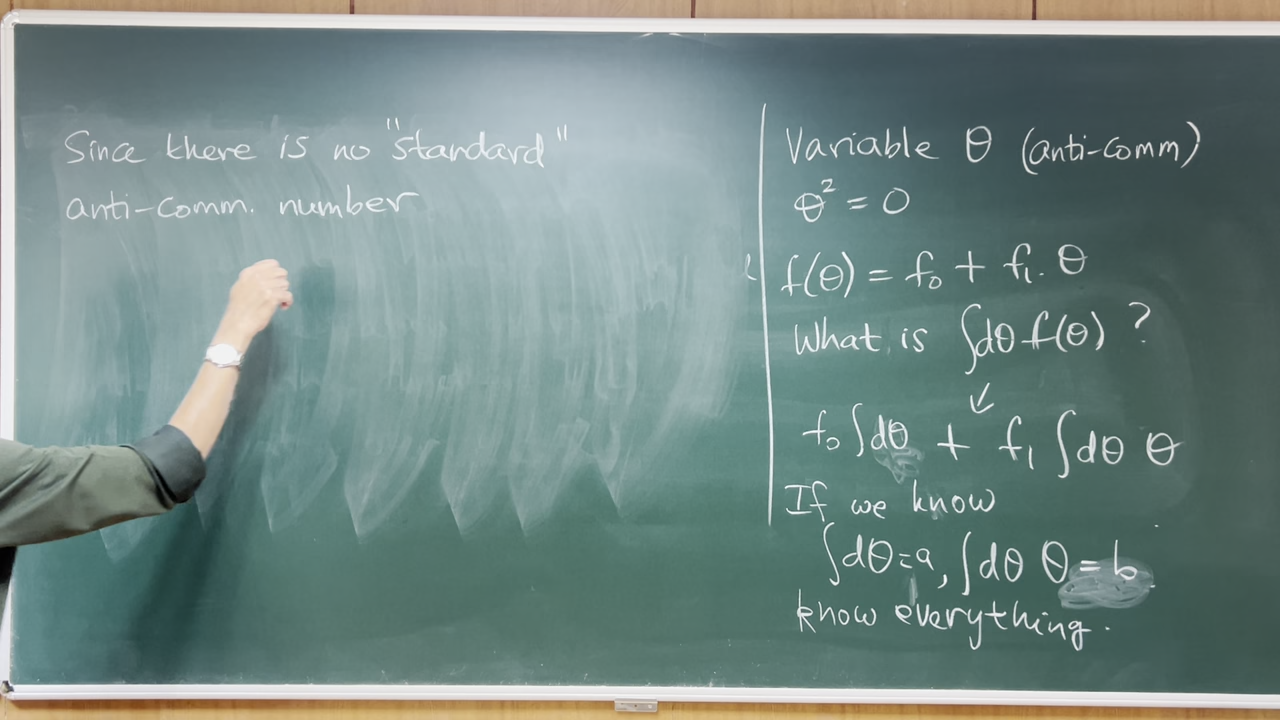 Since there is no "standard"
anti-comm. number
Variable θ (anti-comm)
θ² = 0
f(θ) = f₀ + f₁. θ
What is ∫dθ f(θ) ?
↙
f₀ ∫dθ + f₁ ∫dθ θ
If we know
∫dθ = a, ∫dθ θ = b.
know everything.